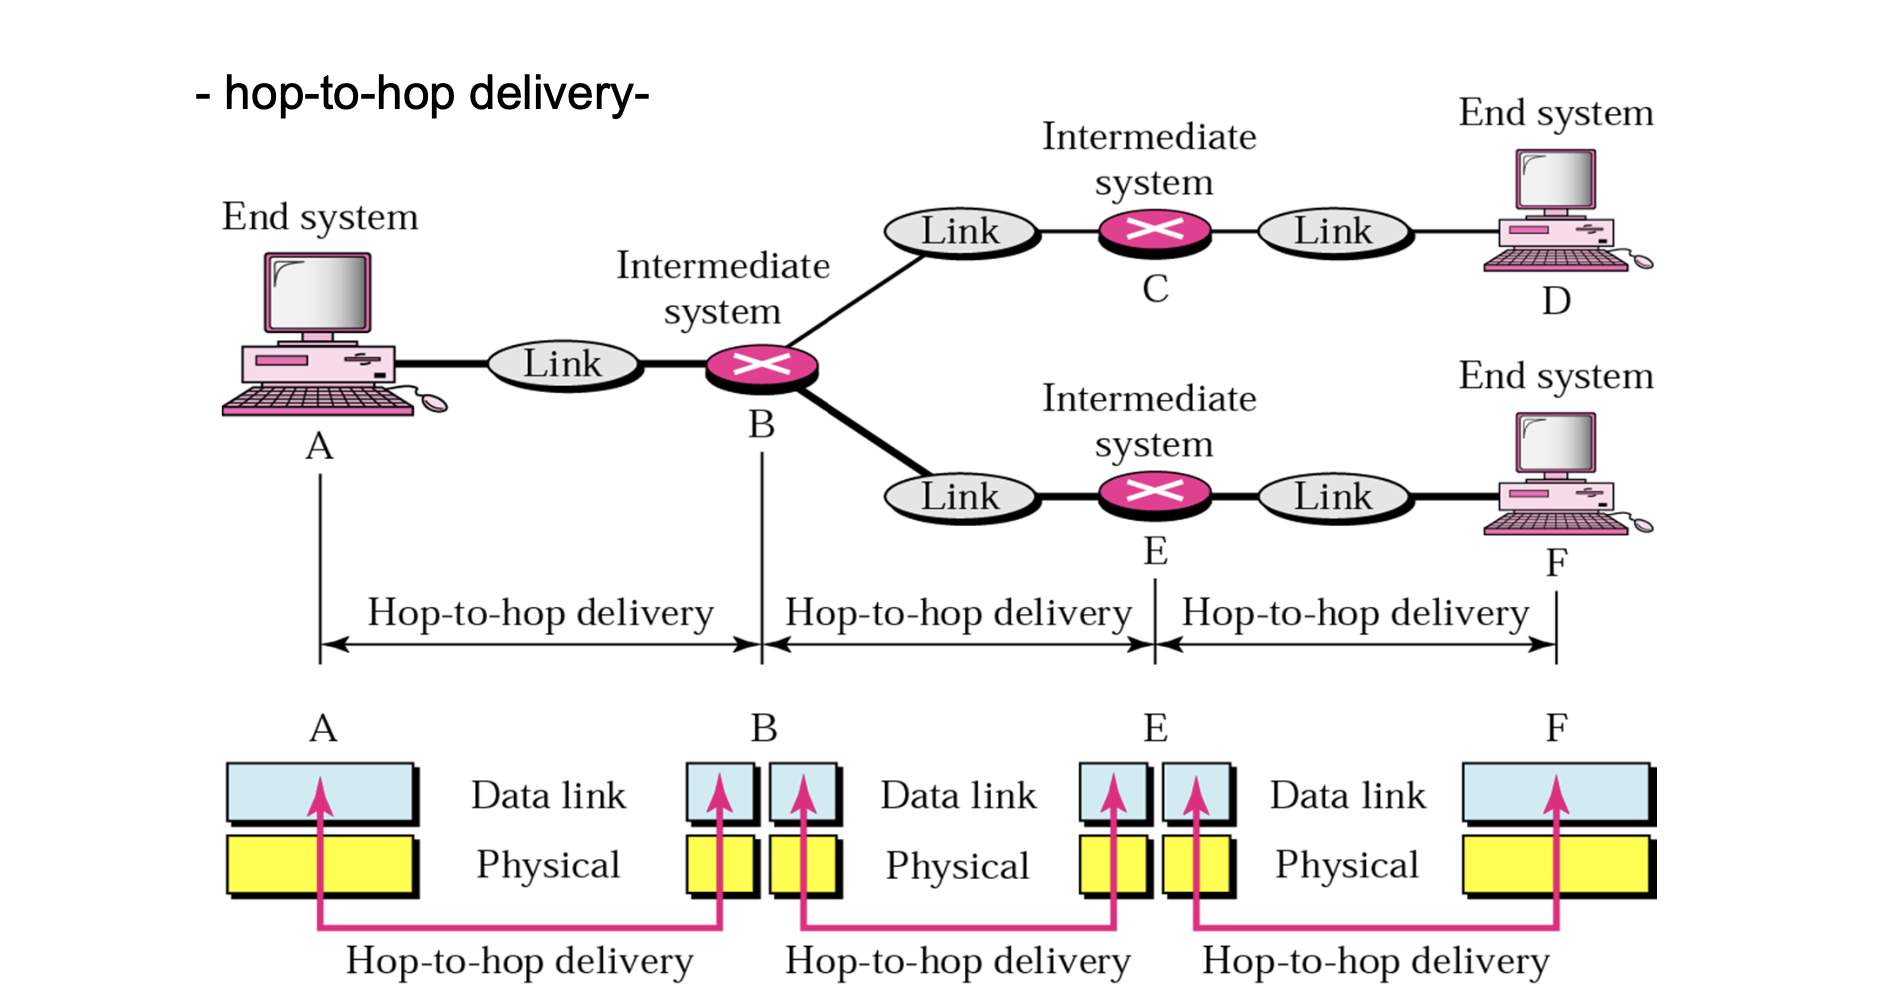 - hop-to-hop delivery-
End system
Intermediate
system
End system
Link
Link
C
D
Intermediate
system
Link
B
A
End system
Intermediate
system
Link
Link
E
F
Hop-to-hop delivery
Hop-to-hop delivery
Hop-to-hop delivery
A
B
E
F
Data link
Data link
Data link
Physical
Physical
Physical
Hop-to-hop delivery
Hop-to-hop delivery
Hop-to-hop delivery